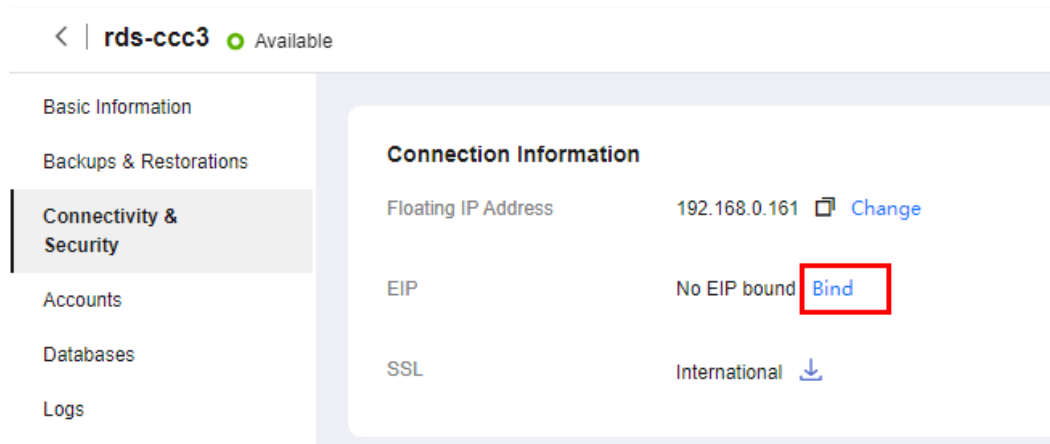 rds-ccc3 Available
Basic Information
Backups & Restorations
Connectivity &
Security
Accounts
Databases
Logs
Connection Information
Floating IP Address 192.168.0.161 Change
EIP No EIP bound Bind
SSL International